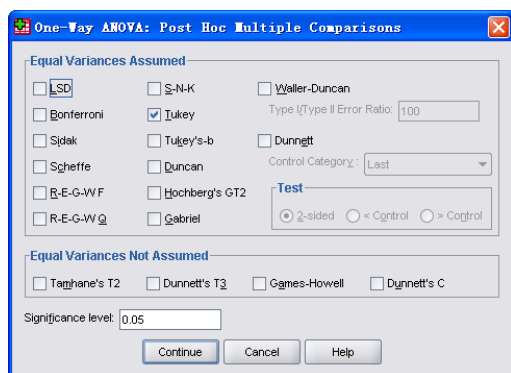 One-Way ANOVA: Post Hoc Multiple Comparisons
Equal Variances Assumed
LSD S-N-K Waller-Duncan
Bonferroni Tukey Type I/Type II Error Ratio: 100
Sidak Tukey's-b Dunnett
Scheffe Duncan Control Category: Last
R-E-G-W F Hochberg's GT2 Test
R-E-G-W Q Gabriel 2-sided < Control > Control
Equal Variances Not Assumed
Tamhane's T2 Dunnett's T3 Games-Howell Dunnett's C
Significance level: 0.05
Continue Cancel Help